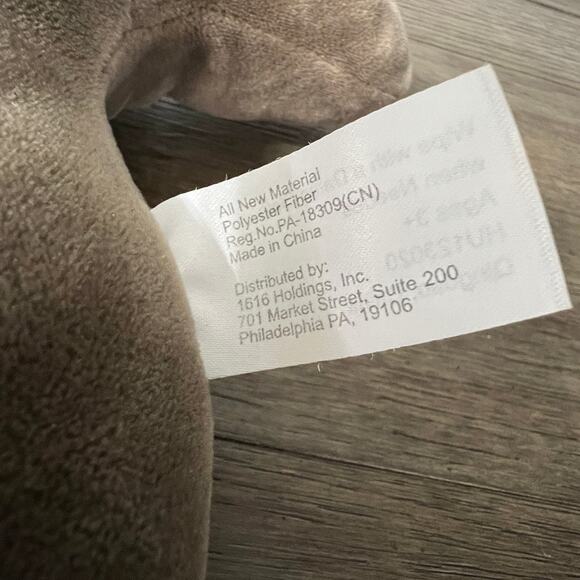 All New Material
Polyester Fiber
Reg.No.PA-18309(CN)
Made in China
Distributed by:
1616 Holdings, Inc.
701 Market Street, Suite 200
Philadelphia PA, 19106